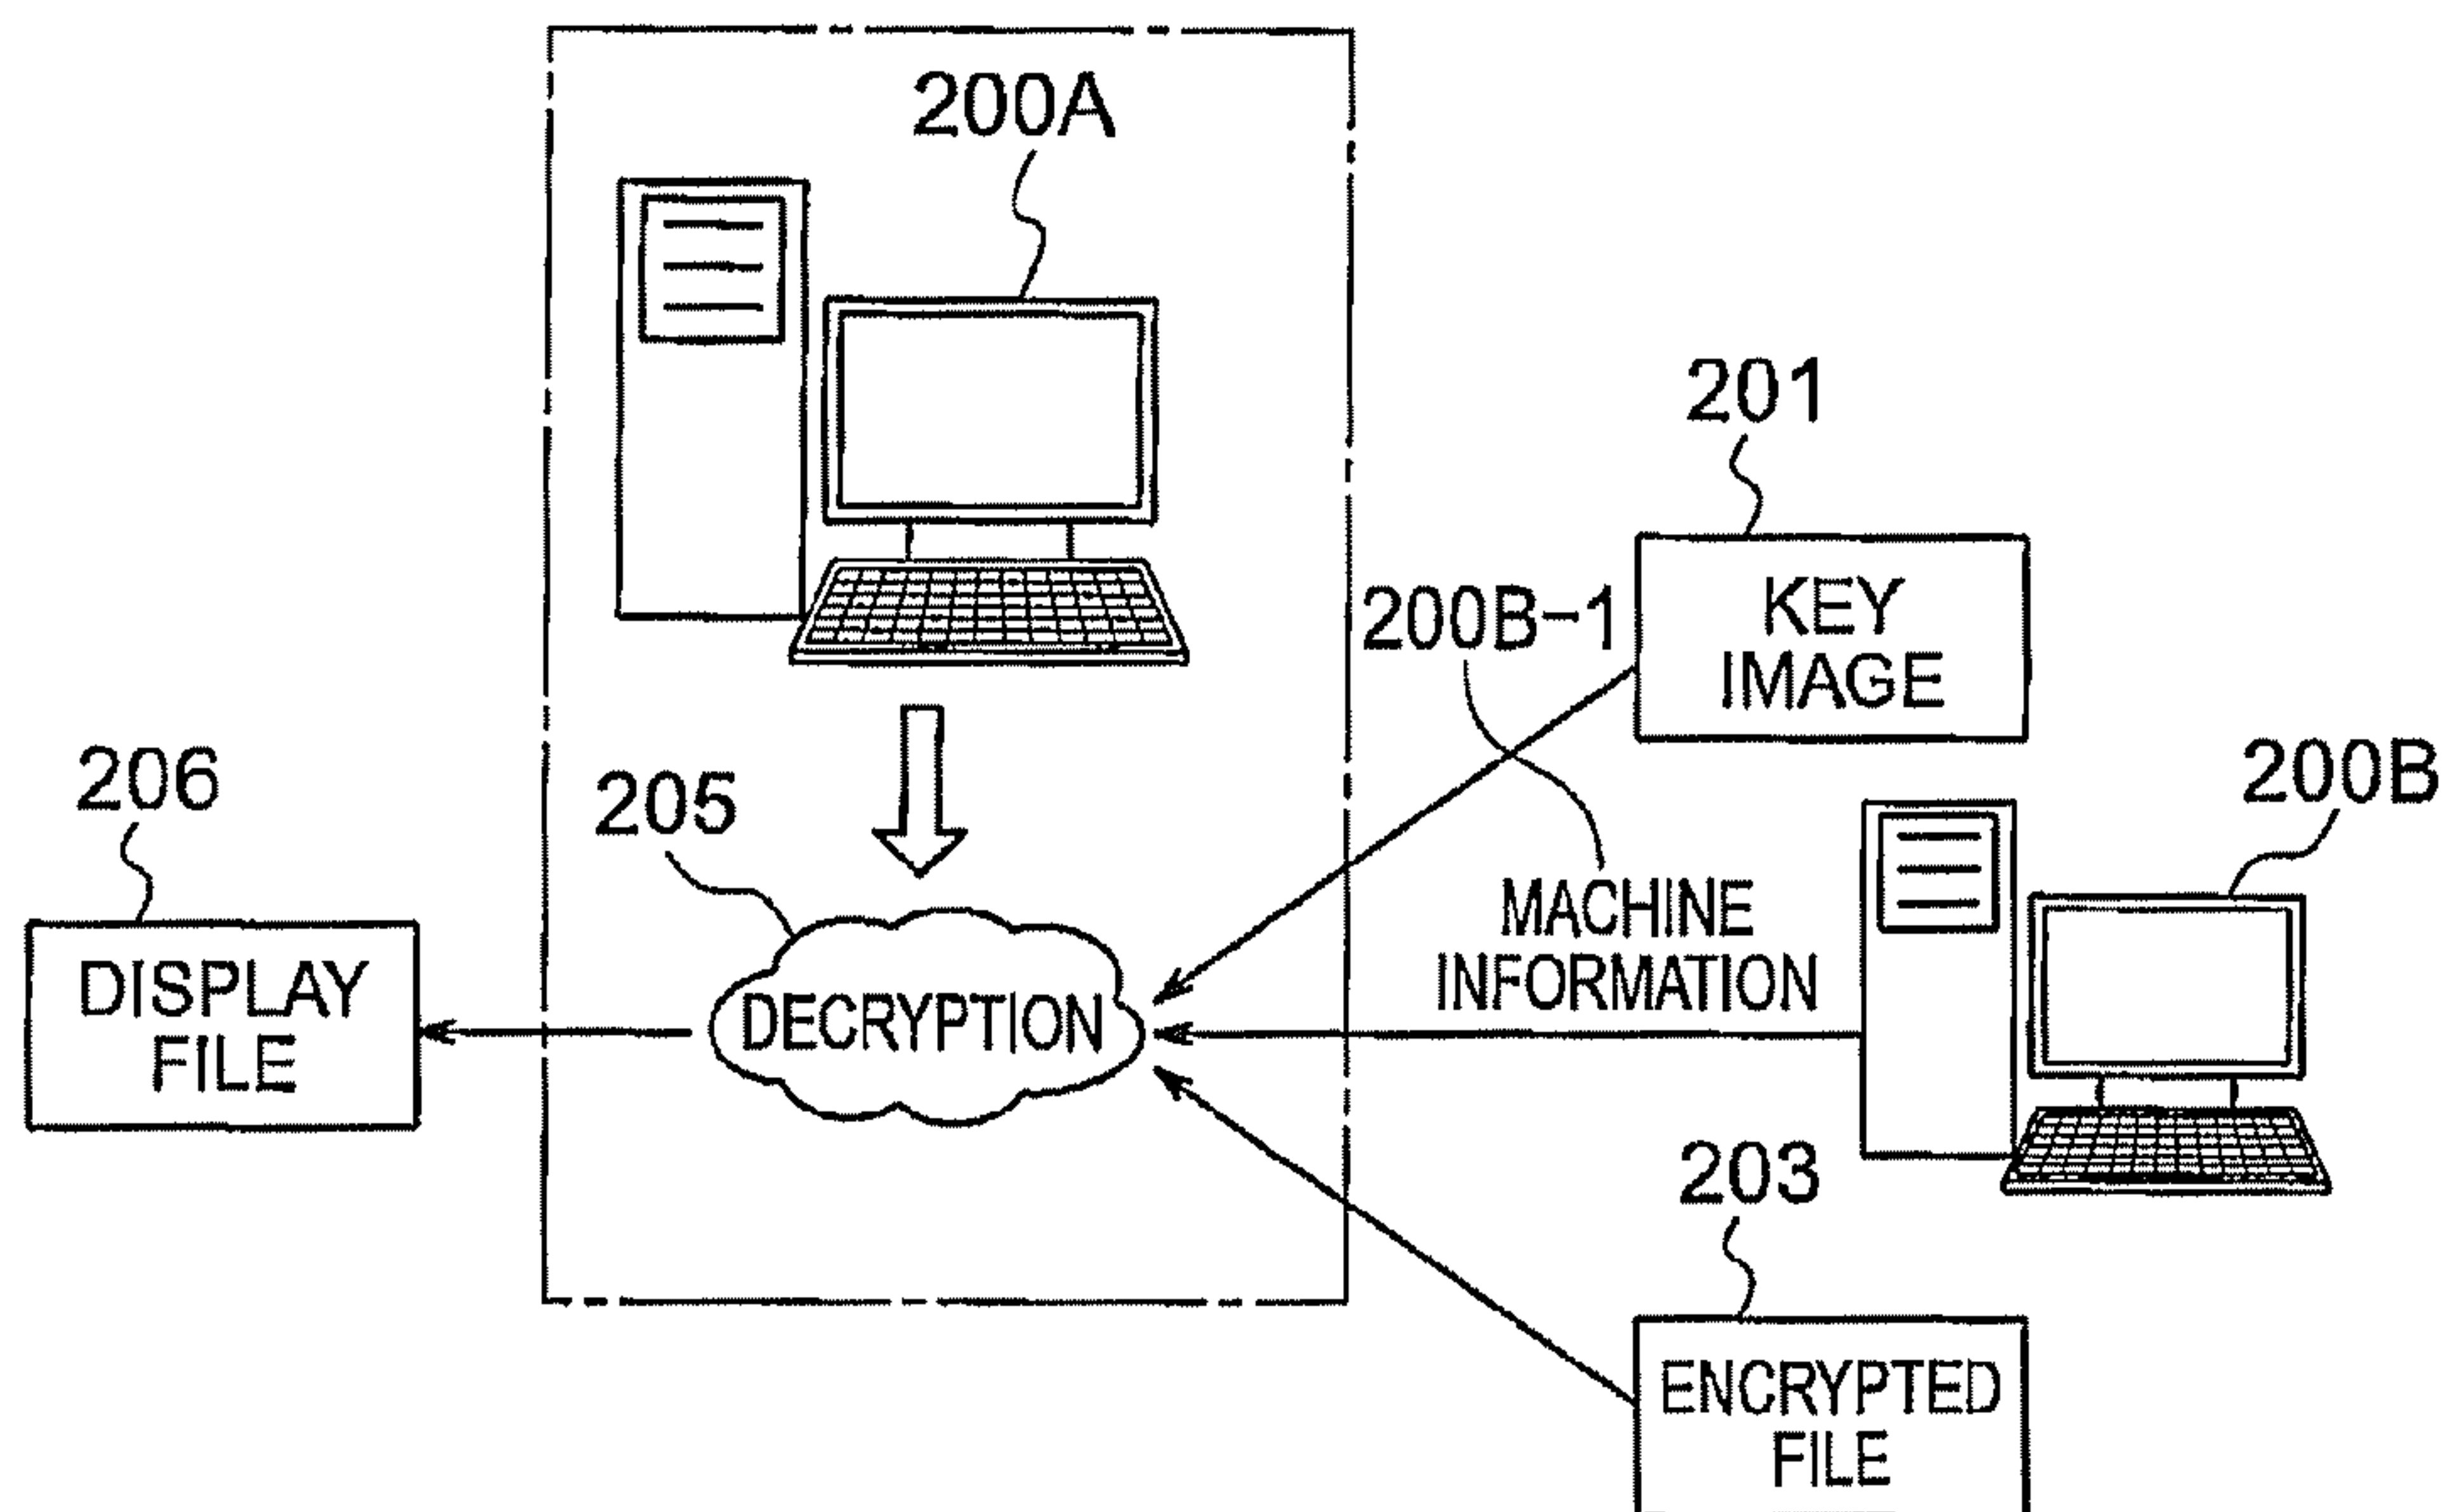 200A
201
KEY
IMAGE
200B-1
200B
206
205
MACHINE
INFORMATION
DISPLAY
FILE
DECRYPTION
203
ENCRYPTED
FILE